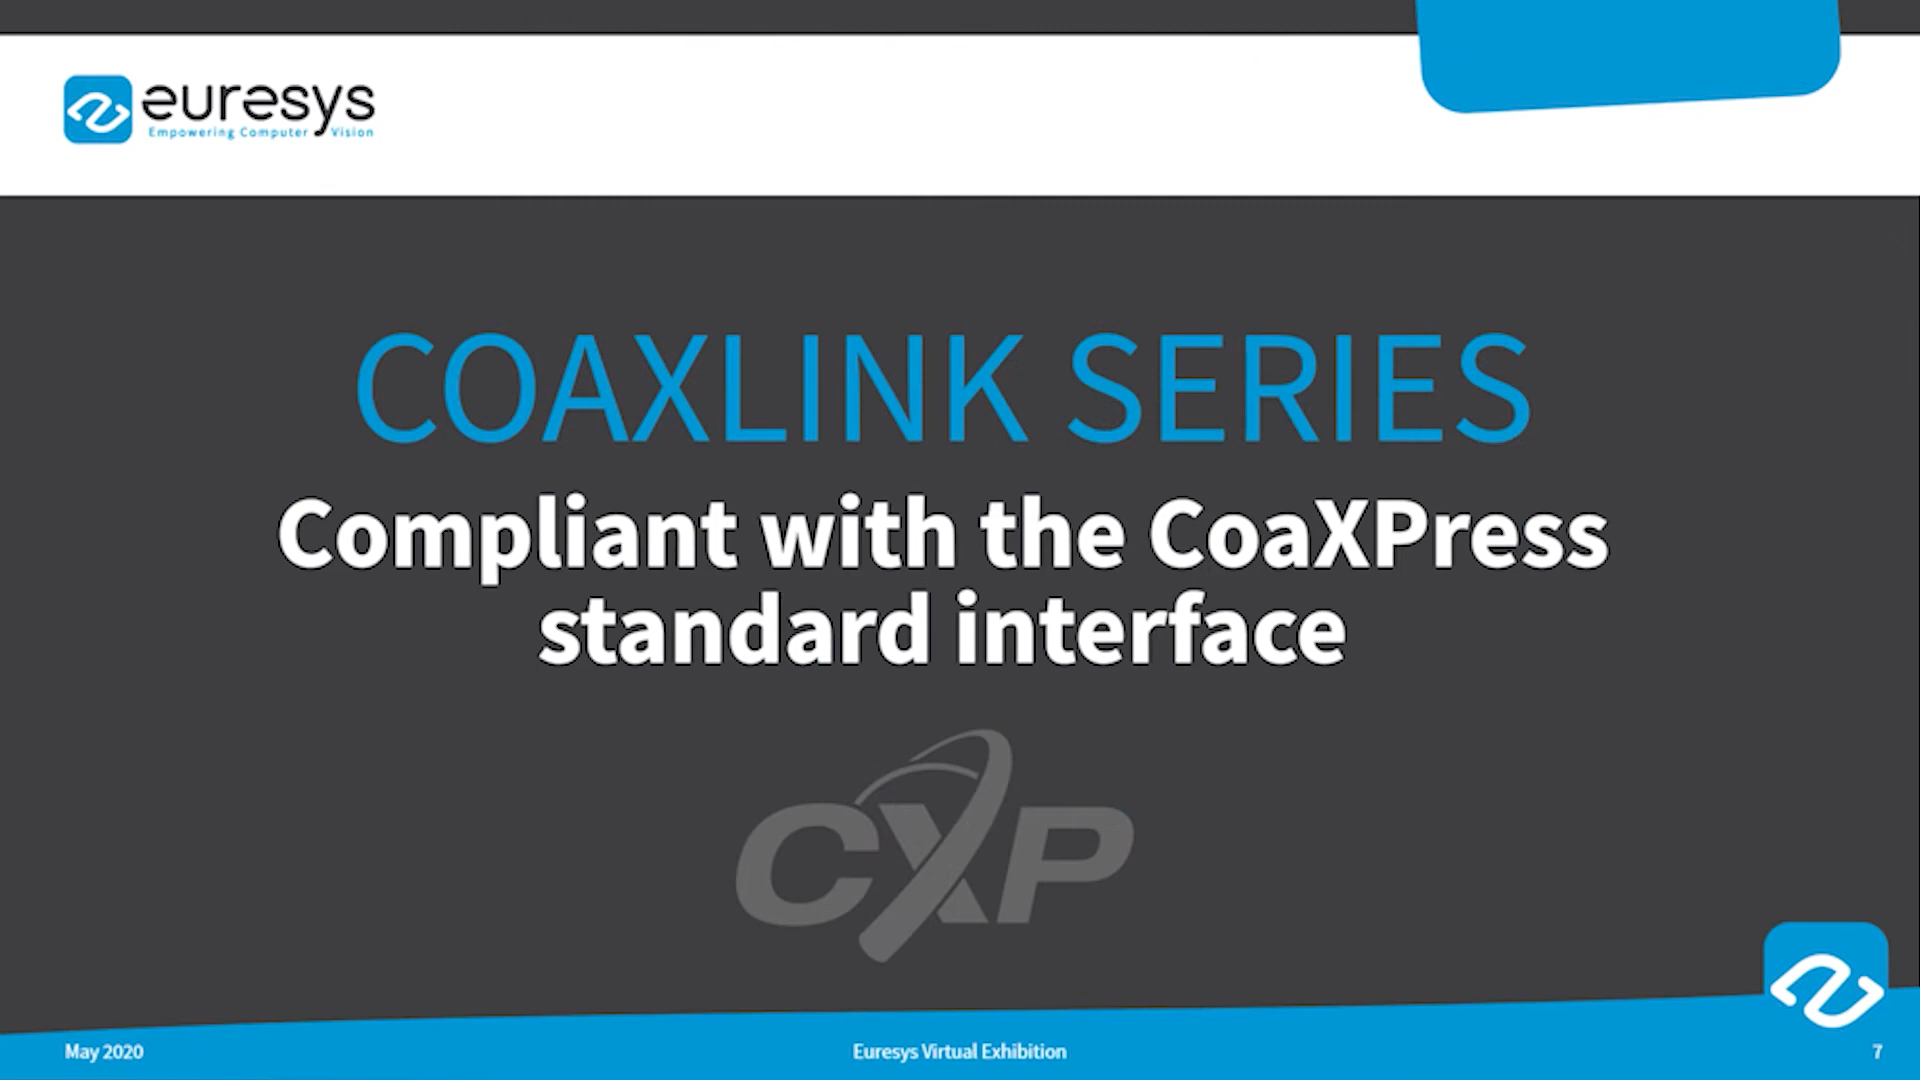 euresys
Empowering Computer Vision
COAXLINK SERIES
Compliant with the CoaXPress
standard interface
CXP
May 2020
Euresys Virtual Exhibition
7